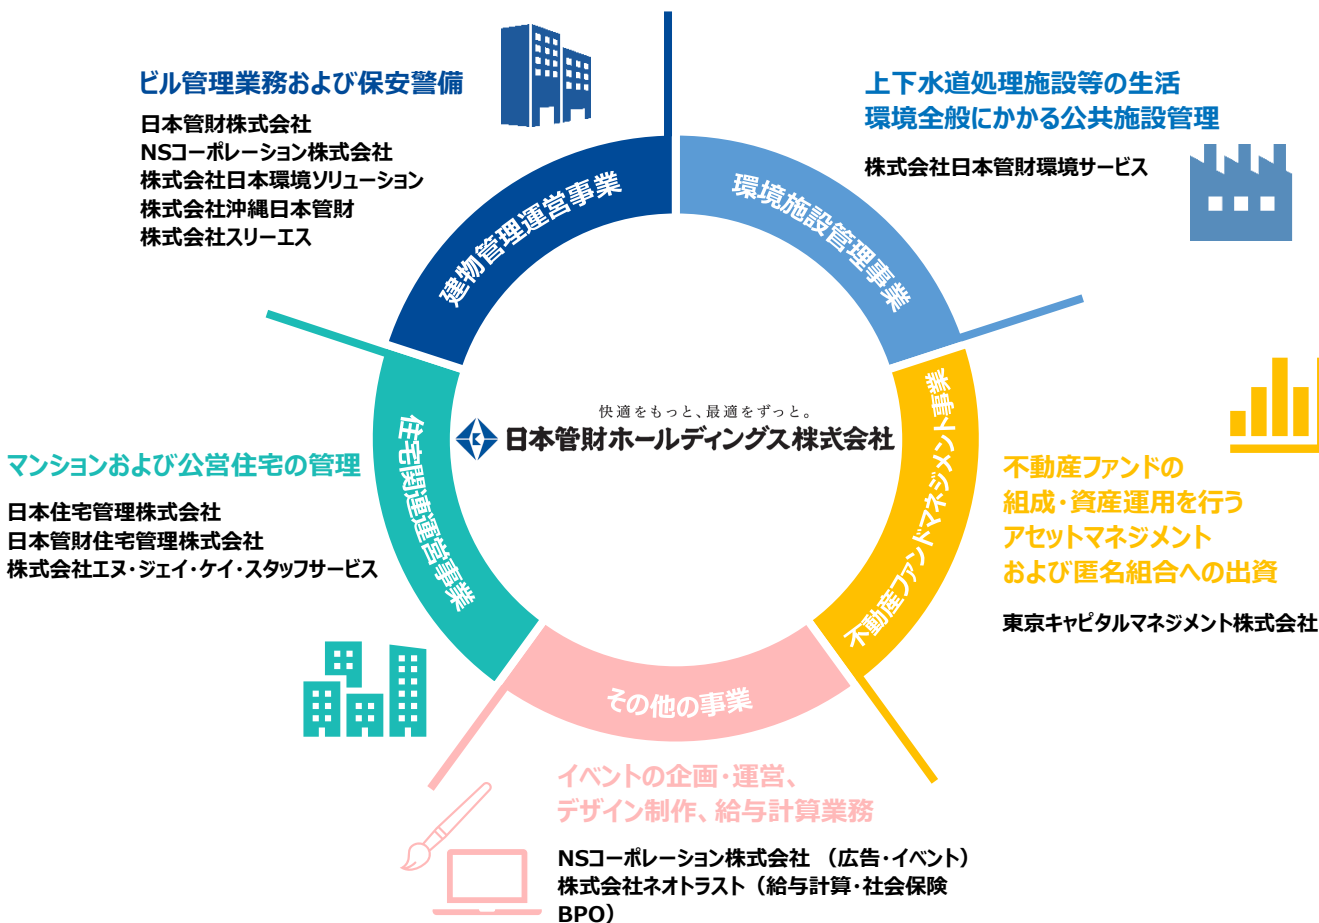 ビル管理業務および保安警備
日本管財株式会社
NSコーポレーション株式会社
株式会社日本環境ソリューション
株式会社沖縄日本管財
株式会社スリーエス
上下水道処理施設等の生活
環境全般にかかる公共施設管理
株式会社日本管財環境サービス
建物管理運営事業
環境施設管理事業
快適をもっと、最適をずっと。
日本管財ホールディングス株式会社
住宅関連運営事業
不動産ファンドマネジメント事業
マンションおよび公営住宅の管理
日本住宅管理株式会社
日本管財住宅管理株式会社
株式会社エヌ・ジェイ・ケイ・スタッフサービス
不動産ファンドの
組成・資産運用を行う
アセットマネジメント
および匿名組合への出資
東京キャピタルマネジメント株式会社
その他の事業
イベントの企画・運営、
デザイン制作、給与計算業務
NSコーポレーション株式会社 （広告・イベント）
株式会社ネオトラスト（給与計算・社会保険
BPO）